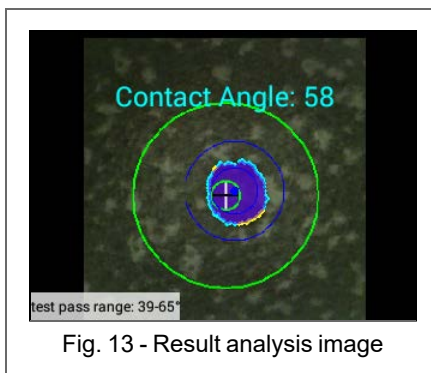 Contact Angle: 58
test pass range: 39-65°
Fig. 13 - Result analysis image